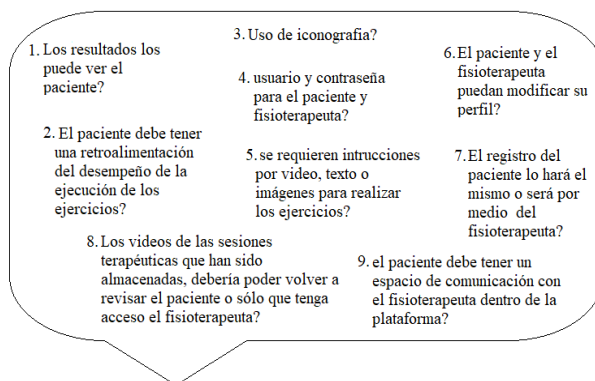 1. Los resultados los
puede ver el
paciente?
2. El paciente debe tener
una retroalimentación
del desempeño de la
ejecución de los
ejercicios?
3. Uso de iconografia?
4. usuario y contraseña
para el paciente y
fisioterapeuta?
5. se requieren intrucciones
por video, texto o
imágenes para realizar
los ejercicios?
6. El paciente y el
fisioterapeuta
puedan modificar su
perfil?
7. El registro del
paciente lo hará el
mismo o será por
medio del
fisioterapeuta?
8. Los videos de las sesiones
terapéuticas que han sido
almacenadas, debería poder volver a
revisar el paciente o sólo que tenga
acceso el fisioterapeuta?
9. el paciente debe tener un
espacio de comunicación con
el fisioterapeuta dentro de la
plataforma?